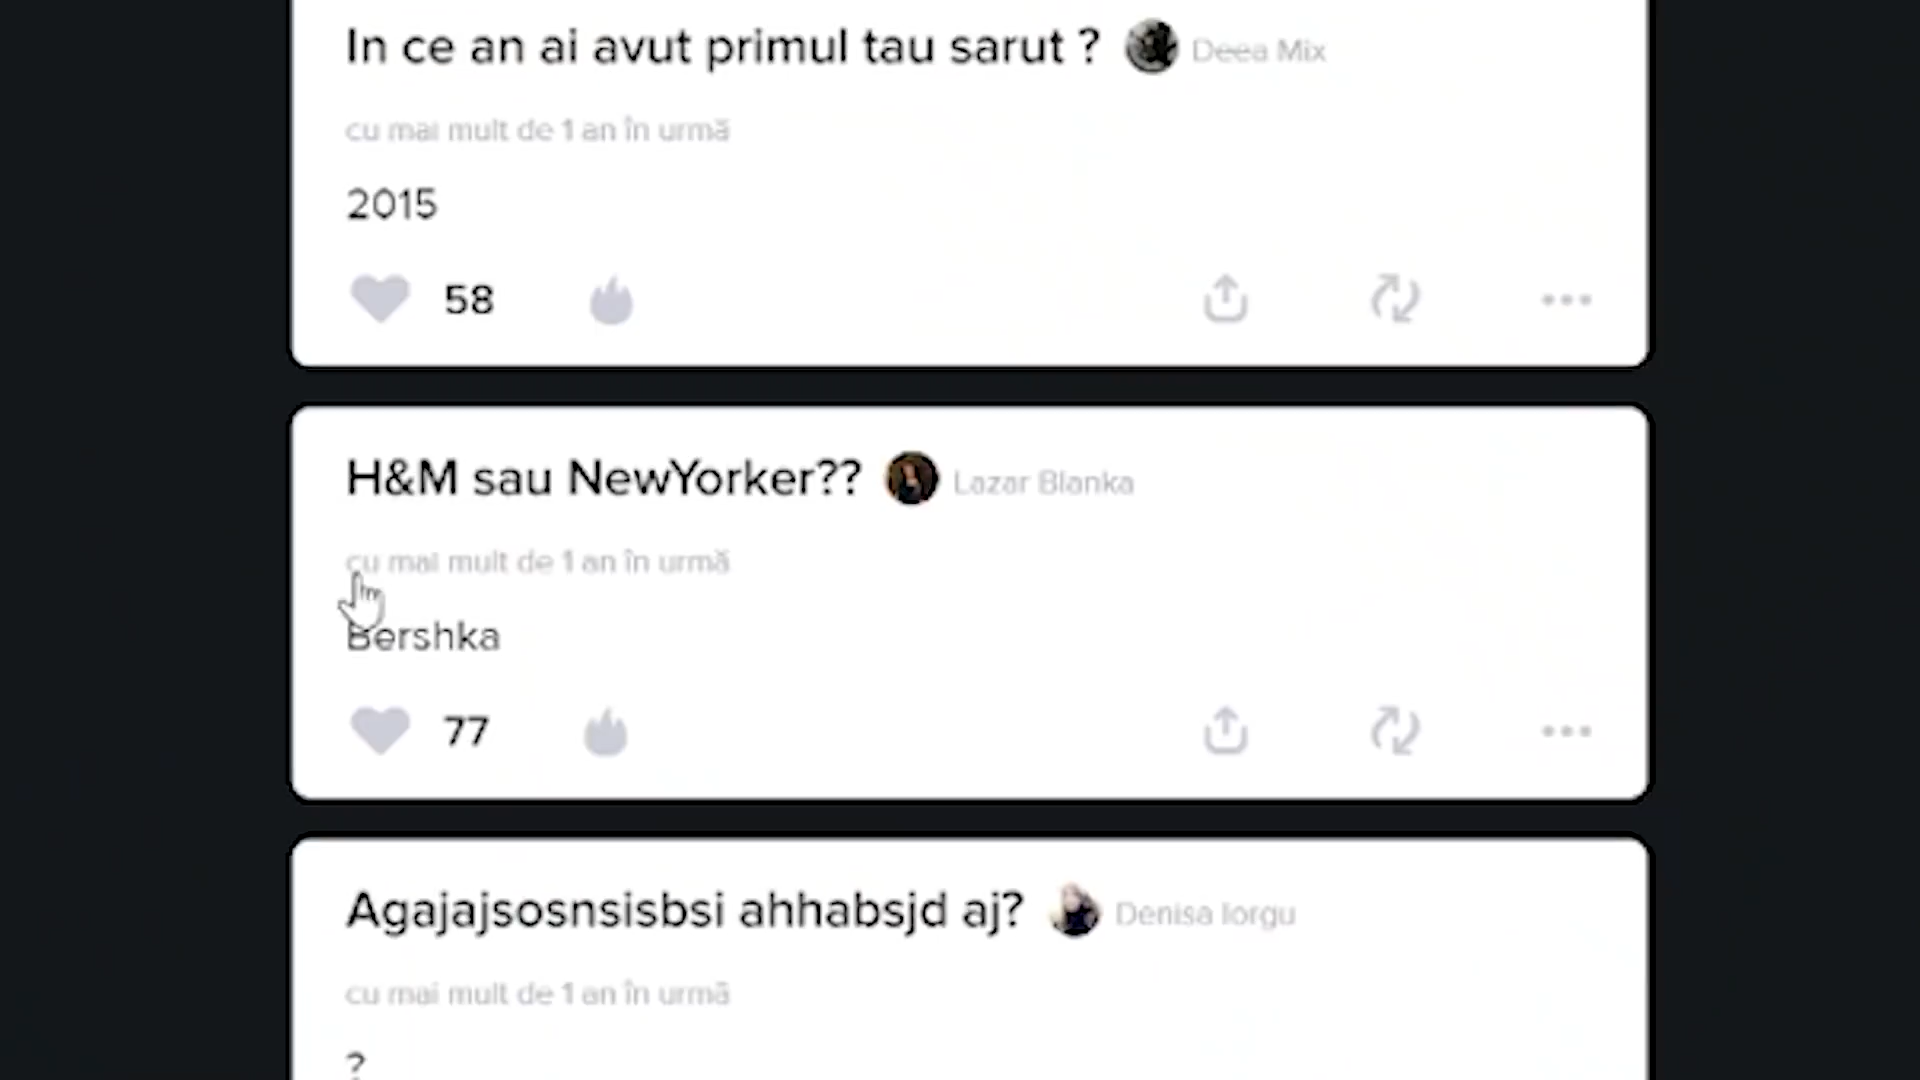 In ce an ai avut primul tau sarut ? Deea Mix
cu mai mult de 1 an în urmă
2015
58
H&M sau NewYorker?? Lazar Blanka
cu mai mult de 1 an în urmă
Bershka
77
Agajajsosnsisbsi ahhabsjd aj? Denisa Iorgu
cu mai mult de 1 an în urmă
?